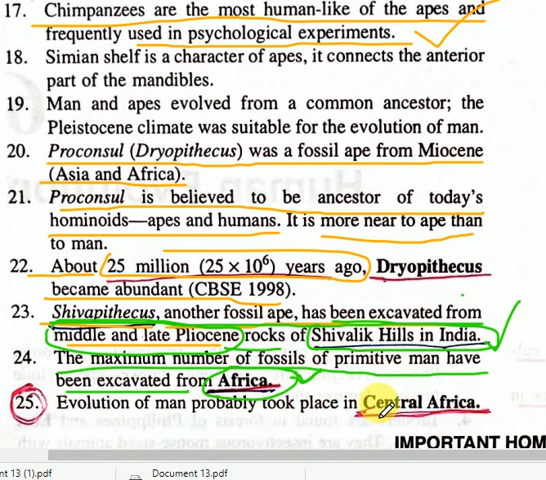 17. Chimpanzees are the most human-like of the apes and
frequently used in psychological experiments.
18. Simian shelf is a character of apes, it connects the anterior
part of the mandibles.
19. Man and apes evolved from a common ancestor; the
Pleistocene climate was suitable for the evolution of man.
20. Proconsul (Dryopithecus) was a fossil ape from Miocene
(Asia and Africa).
21. Proconsul is believed to be ancestor of today's
hominoids—apes and humans. It is more near to ape than
to man.
22. About 25 million (25 × 10⁶) years ago, Dryopithecus
became abundant (CBSE 1998).
23. Shivapithecus, another fossil ape, has been excavated from
middle and late Pliocene rocks of Shivalik Hills in India.
24. The maximum number of fossils of primitive man have
been excavated from Africa.
25. Evolution of man probably took place in Central Africa.
IMPORTANT HOM
nt 13 (1).pdf
Document 13.pdf